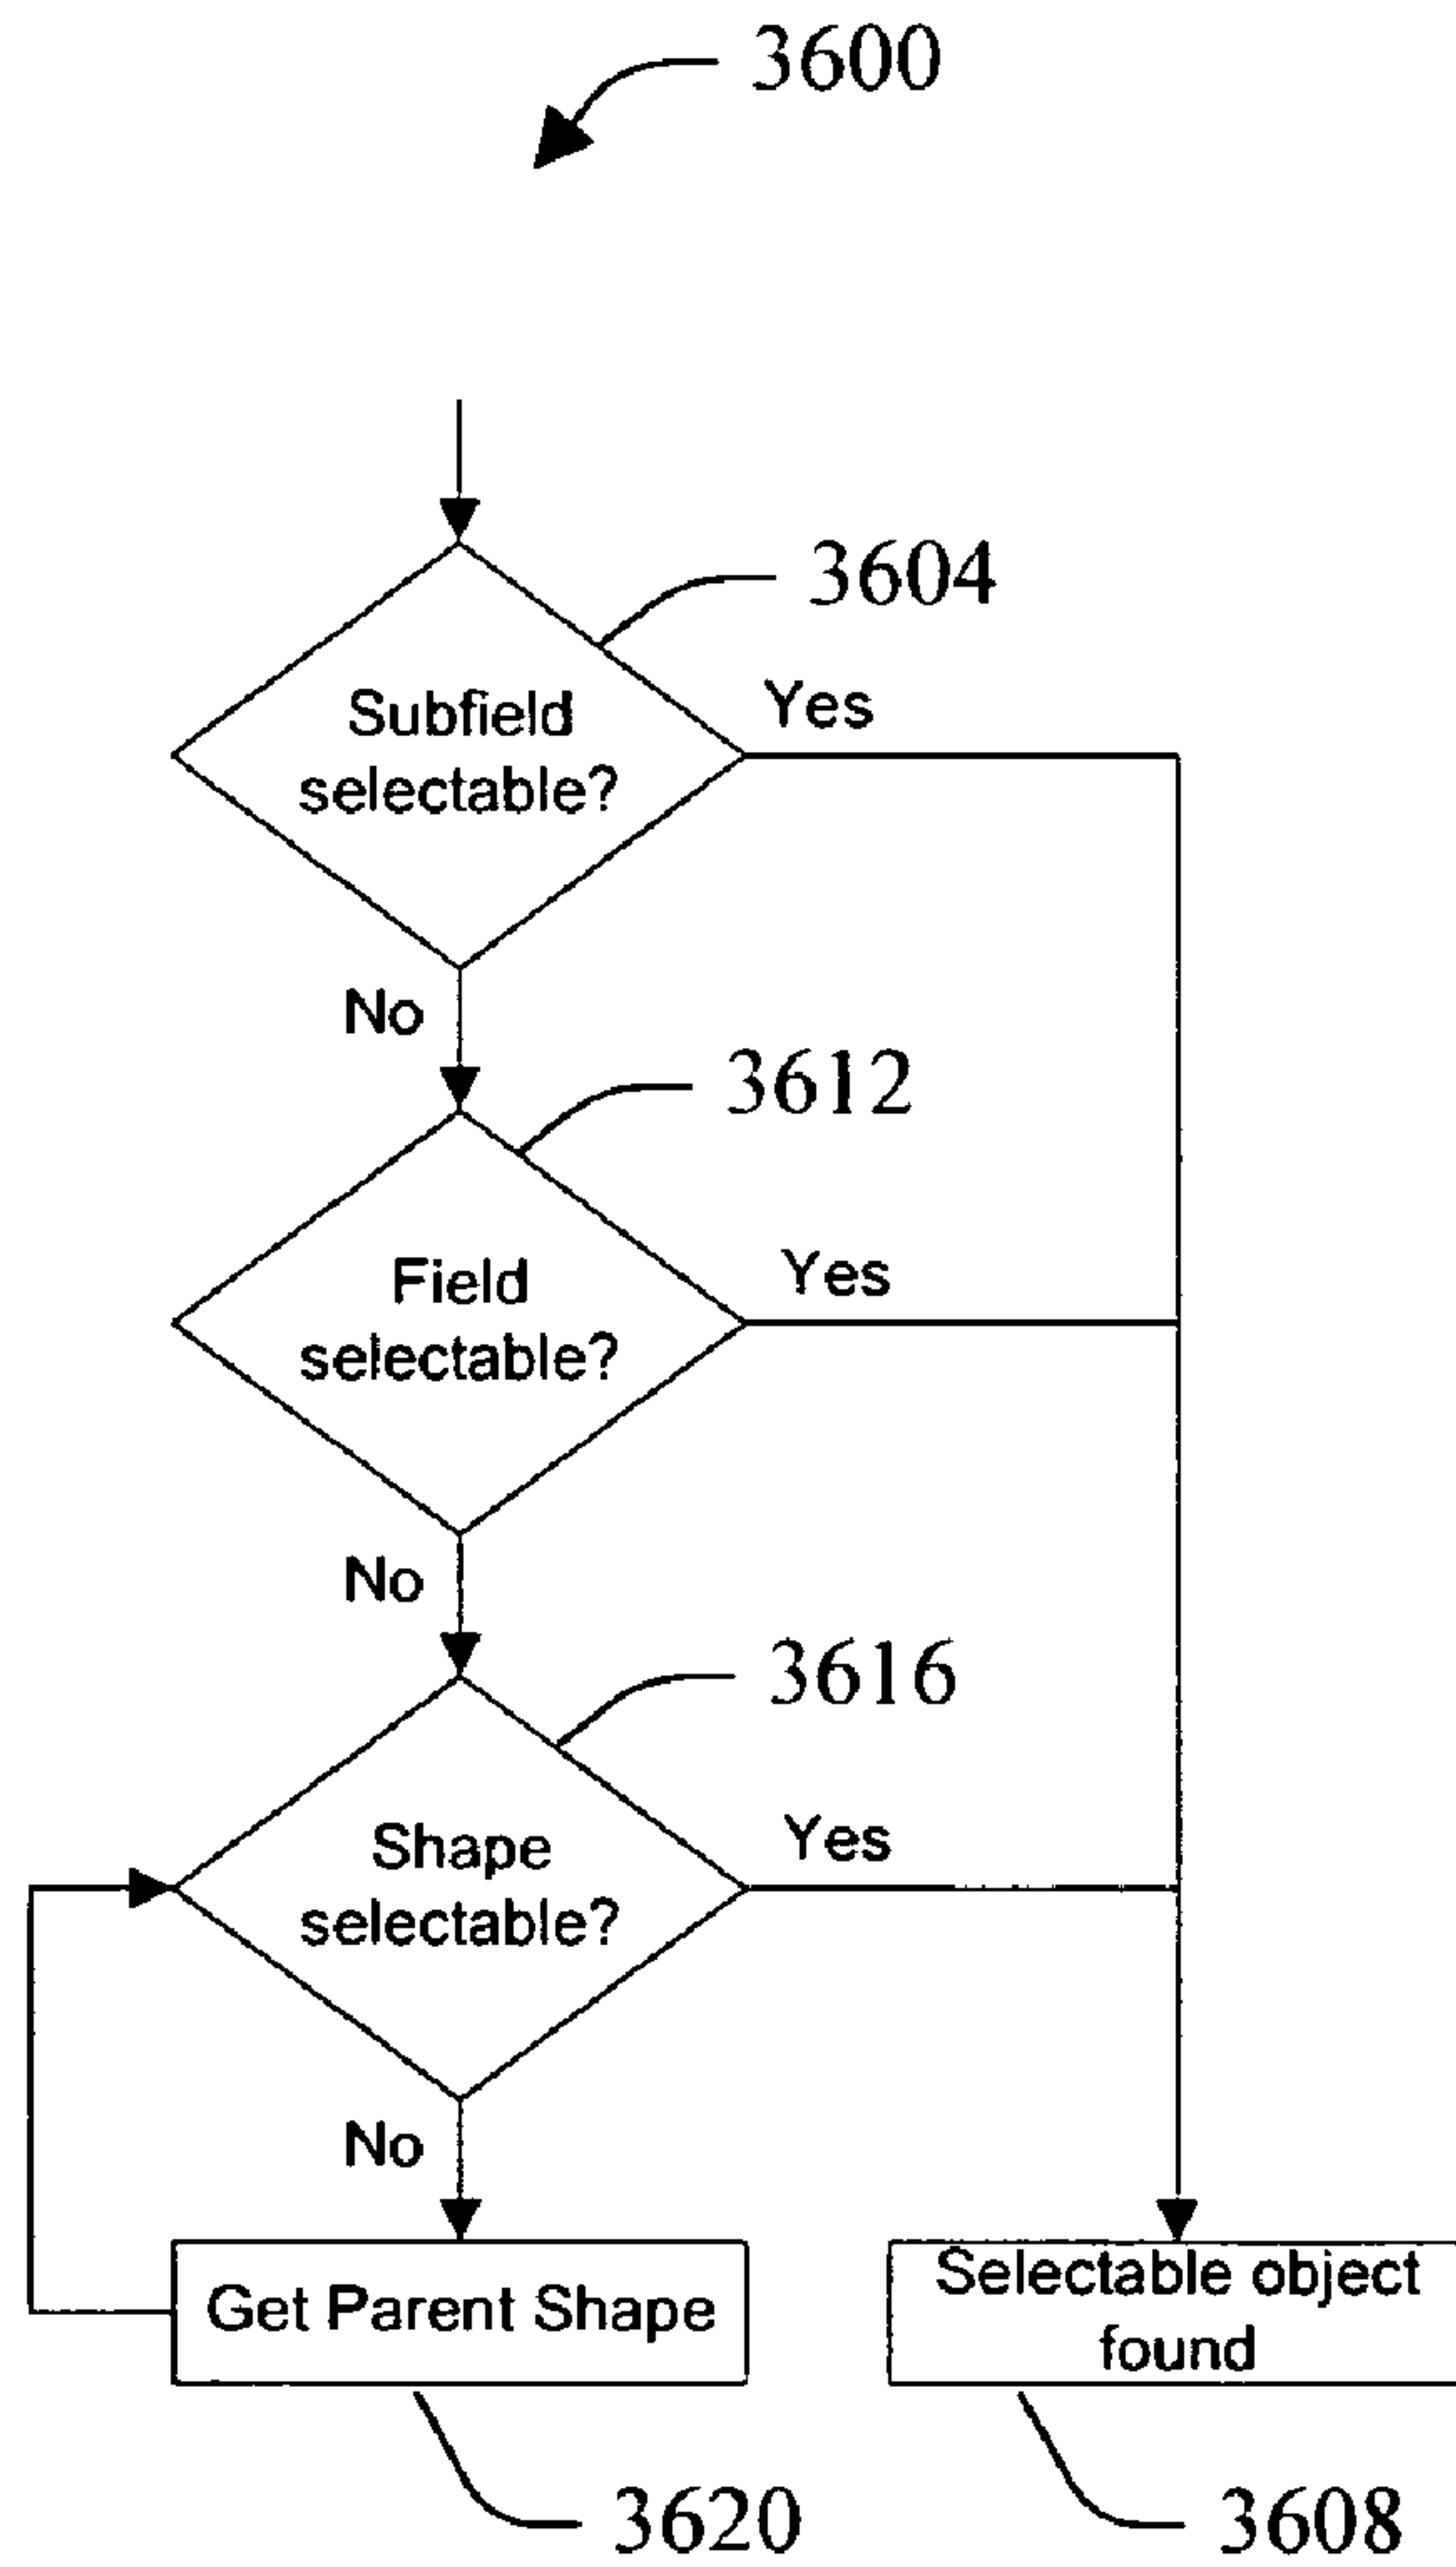 3600
3604
Subfield
selectable?
Yes
No
3612
Field
selectable?
Yes
No
3616
Shape
selectable?
Yes
No
Get Parent Shape
Selectable object
found
3620
3608